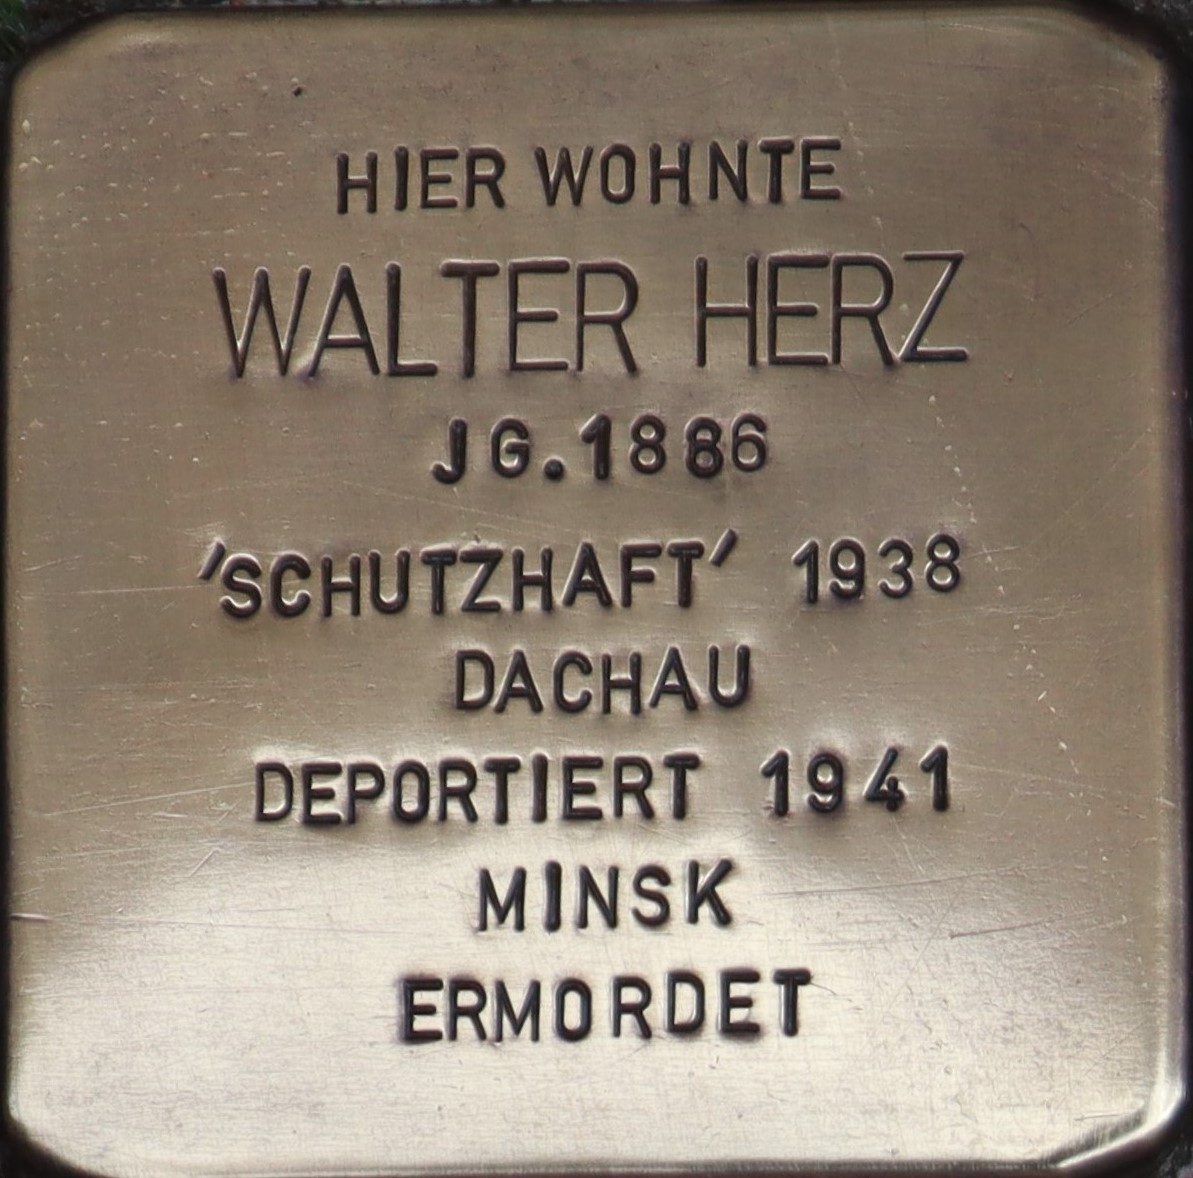 HIER WOHNTE
WALTER HERZ
JG.1886
'SCHUTZHAFT' 1938
DACHAU
DEPORTIERT 1941
MINSK
ERMORDET